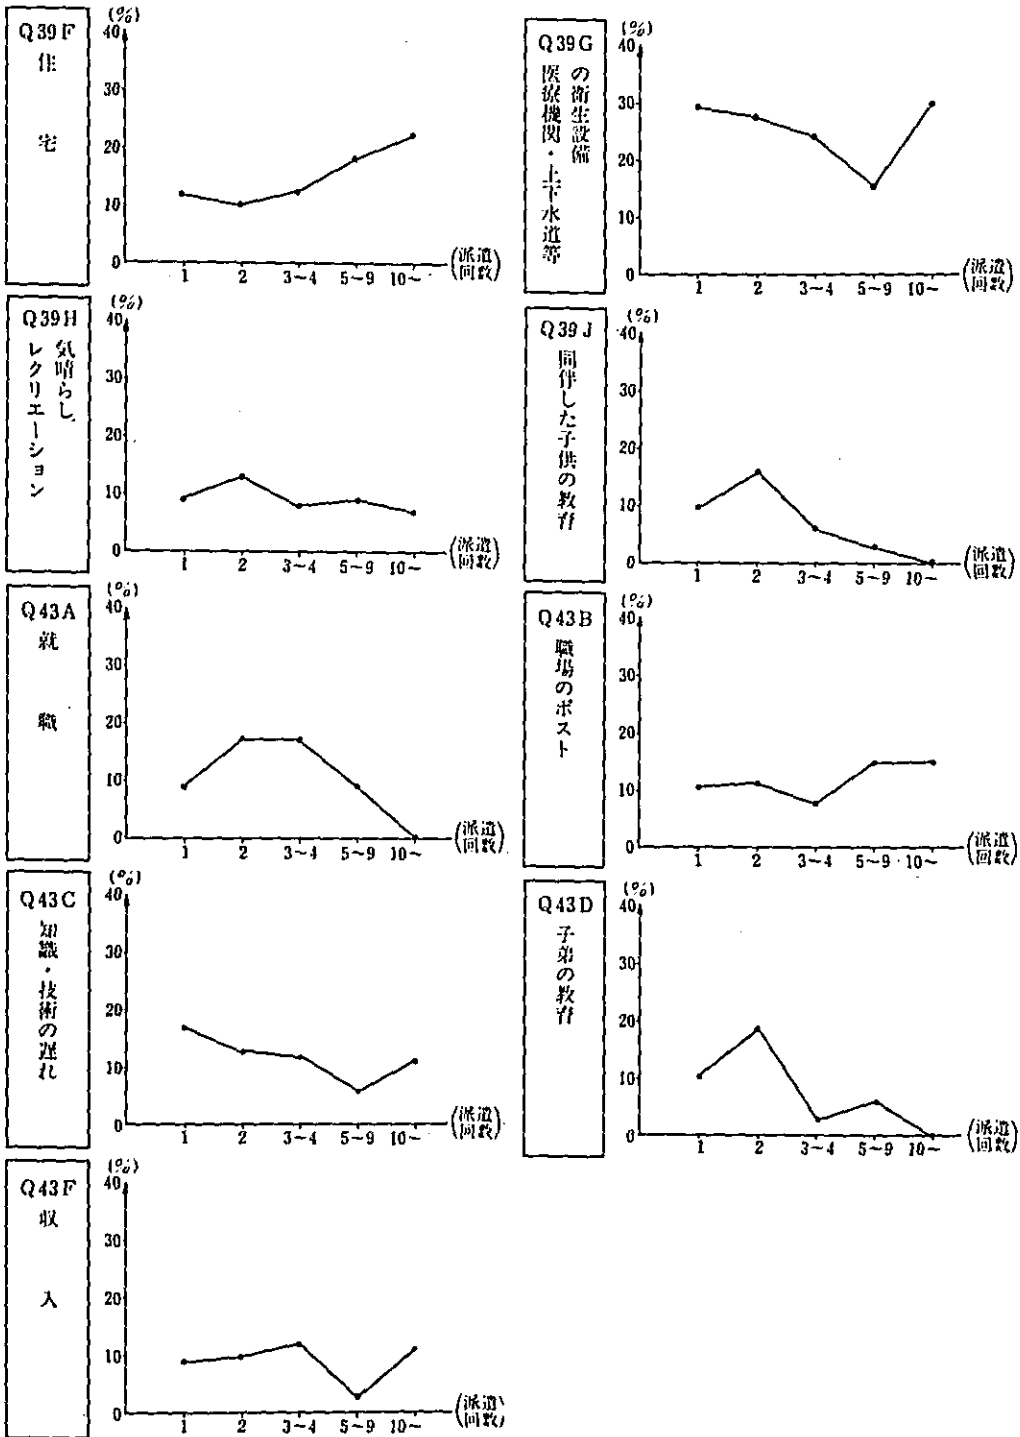 Q39F
住宅
(%)
40
30
20
10
0
1 2 3~4 5~9 10~
(派遣回数)
Q39G
医療機関・上下水道等
の衛生設備
(%)
40
30
20
10
0
1 2 3~4 5~9 10~
(派遣回数)
Q39H
気晴らし、
レクリエーション
(%)
40
30
20
10
0
1 2 3~4 5~9 10~
(派遣回数)
Q39J
同伴した子供の教育
(%)
40
30
20
10
0
1 2 3~4 5~9 10~
(派遣回数)
Q43A
就職
(%)
40
30
20
10
0
1 2 3~4 5~9 10~
(派遣回数)
Q43B
職場のポスト
(%)
40
30
20
10
0
1 2 3~4 5~9 10~
(派遣回数)
Q43C
知識・技術の遅れ
(%)
40
30
20
10
0
1 2 3~4 5~9 10~
(派遣回数)
Q43D
子弟の教育
(%)
40
30
20
10
0
1 2 3~4 5~9 10~
(派遣回数)
Q43F
収入
(%)
40
30
20
10
0
1 2 3~4 5~9 10~
(派遣回数)